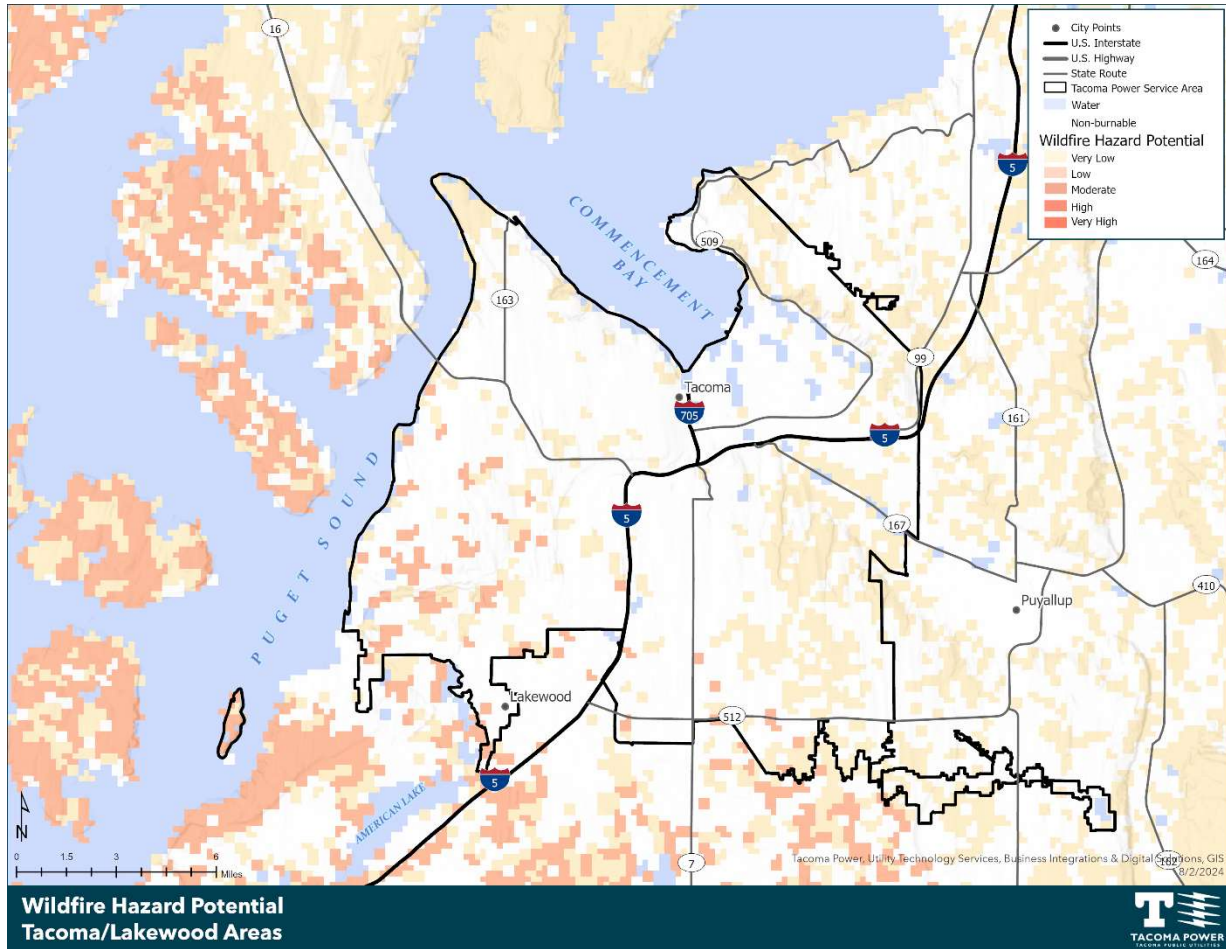 City Points
U.S. Interstate
U.S. Highway
State Route
Tacoma Power Service Area
Water
Non-burnable
Wildfire Hazard Potential
Very Low
Low
Moderate
High
Very High
16
5
COMMENCEMENT
BAY
509
164
163
99
Tacoma
705
161
5
5
PUGET SOUND
167
410
Puyallup
Lakewood
512
5
AMERICAN LAKE
N
0 1.5 3 6
Miles
7
162
Tacoma Power, Utility Technology Services, Business Integrations & Digital Solutions, GIS
8/2/2024
Wildfire Hazard Potential
Tacoma/Lakewood Areas
TACOMA POWER
TACOMA PUBLIC UTILITIES